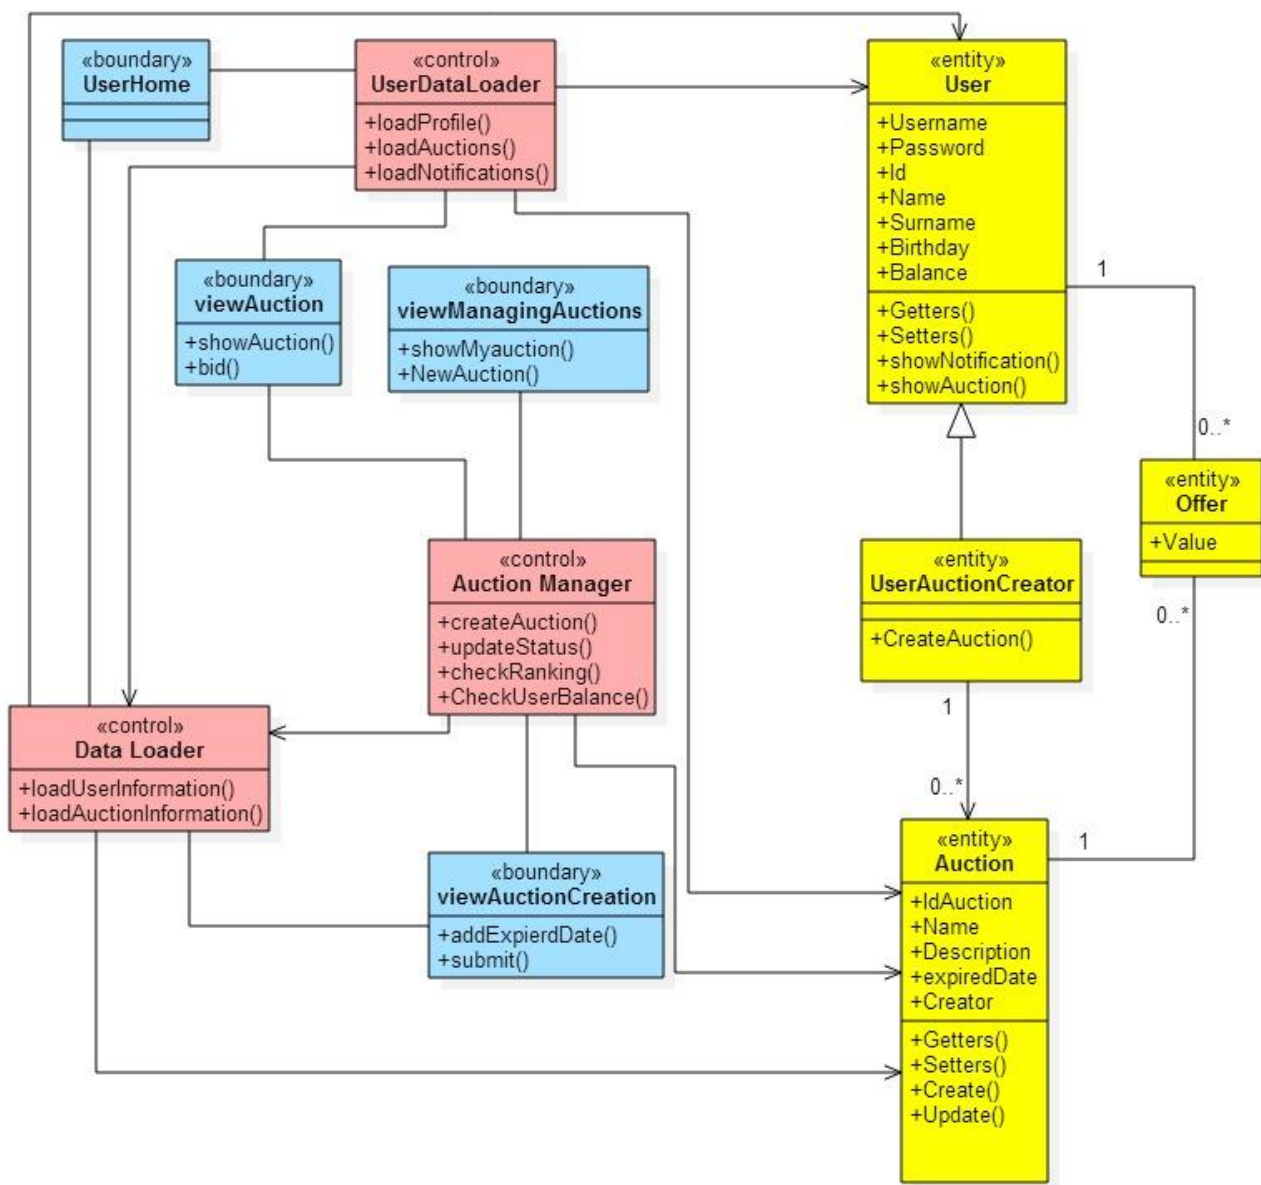 «boundary»
UserHome
«control»
UserDataLoader
+loadProfile()
+loadAuctions()
+loadNotifications()
«entity»
User
+Username
+Password
+Id
+Name
+Surname
+Birthday
+Balance
+Getters()
+Setters()
+showNotification()
+showAuction()
«boundary»
viewAuction
+showAuction()
+bid()
«boundary»
viewManagingAuctions
+showMyauction()
+NewAuction()
1
0..*
«entity»
Offer
+Value
0..*
«control»
Auction Manager
+createAuction()
+updateStatus()
+checkRanking()
+CheckUserBalance()
«entity»
UserAuctionCreator
+CreateAuction()
1
0..*
«control»
Data Loader
+loadUserInformation()
+loadAuctionInformation()
«boundary»
viewAuctionCreation
+addExpierdDate()
+submit()
«entity»
Auction
1
+IdAuction
+Name
+Description
+expiredDate
+Creator
+Getters()
+Setters()
+Create()
+Update()